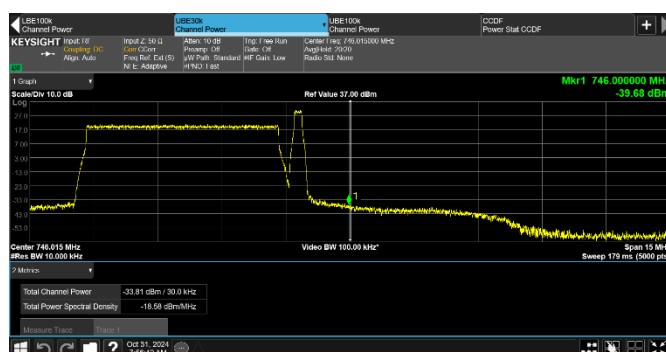 LBE100k
Channel Power
UBE30k
Channel Power
UBE100k
Channel Power
CCDF
Power Stat CCDF
KEYSIGHT
Input: RF
Coupling: DC
Align: Auto
Input Z: 50 Ω
Corr CCorr
Freq Ref: Ext (S)
NFE: Adaptive
Atten: 10 dB
Preamp: Off
µW Path: Standard
#PNO: Fast
Trig: Free Run
Gate: Off
#IF Gain: Low
Center Freq: 746.015000 MHz
Avg|Hold: 20/20
Radio Std: None
1 Graph
Scale/Div 10.0 dB
Ref Value 37.00 dBm
Mkr1 746.000000 MHz
-39.68 dBm
Log
27.0
17.0
7.00
-3.00
-13.0
-23.0
-33.0
-43.0
-53.0
1
Center 746.015 MHz
#Res BW 10.000 kHz
Video BW 100.00 kHz*
Span 15 MHz
Sweep 179 ms (5000 pts)
2 Metrics
Total Channel Power
-33.81 dBm / 30.0 kHz
Total Power Spectral Density
-18.58 dBm/MHz
Measure Trace
Trace 1
Oct 31, 2024